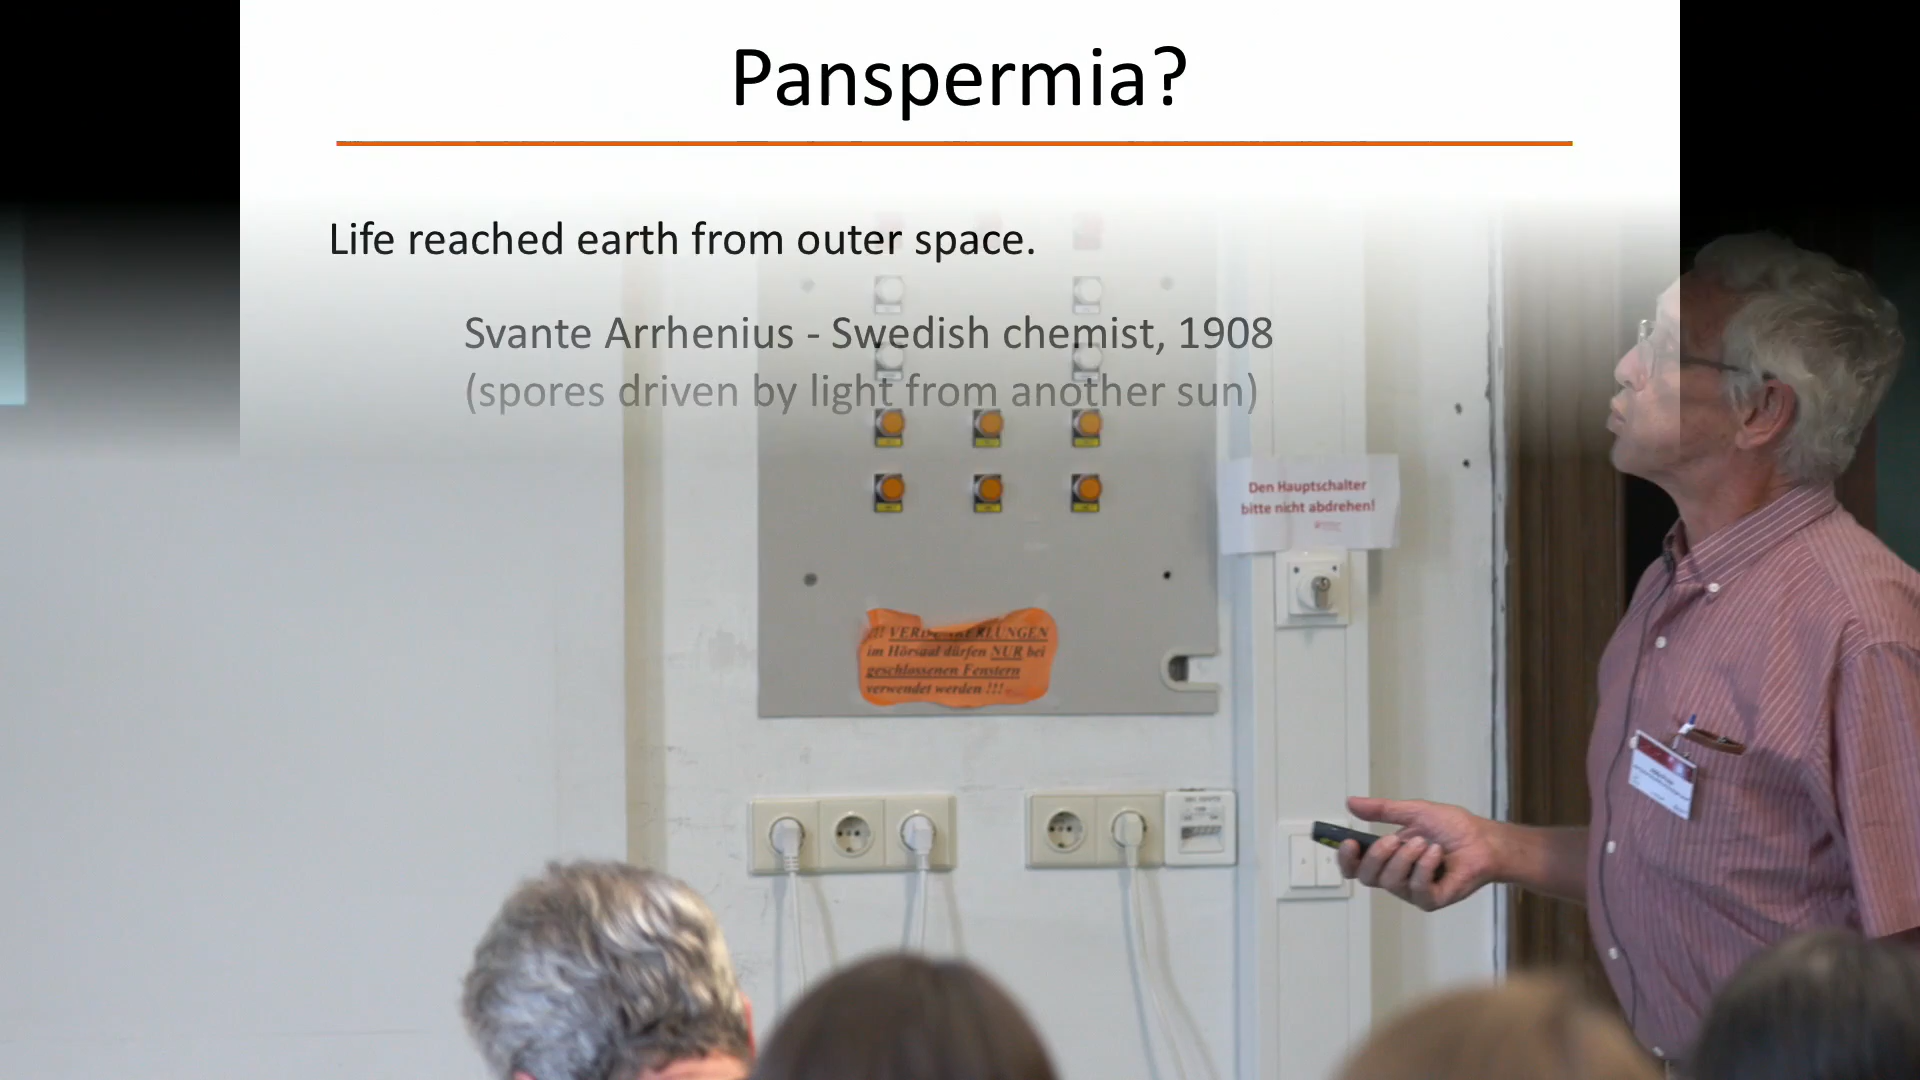 Panspermia?
Life reached earth from outer space.
Svante Arrhenius - Swedish chemist, 1908
(spores driven by light from another sun)
Den Hauptschalter
bitte nicht abdrehen!
!!!
im Hörsaal dürfen NUR bei
geschlossenen Fenstern
verwendet werden !!!